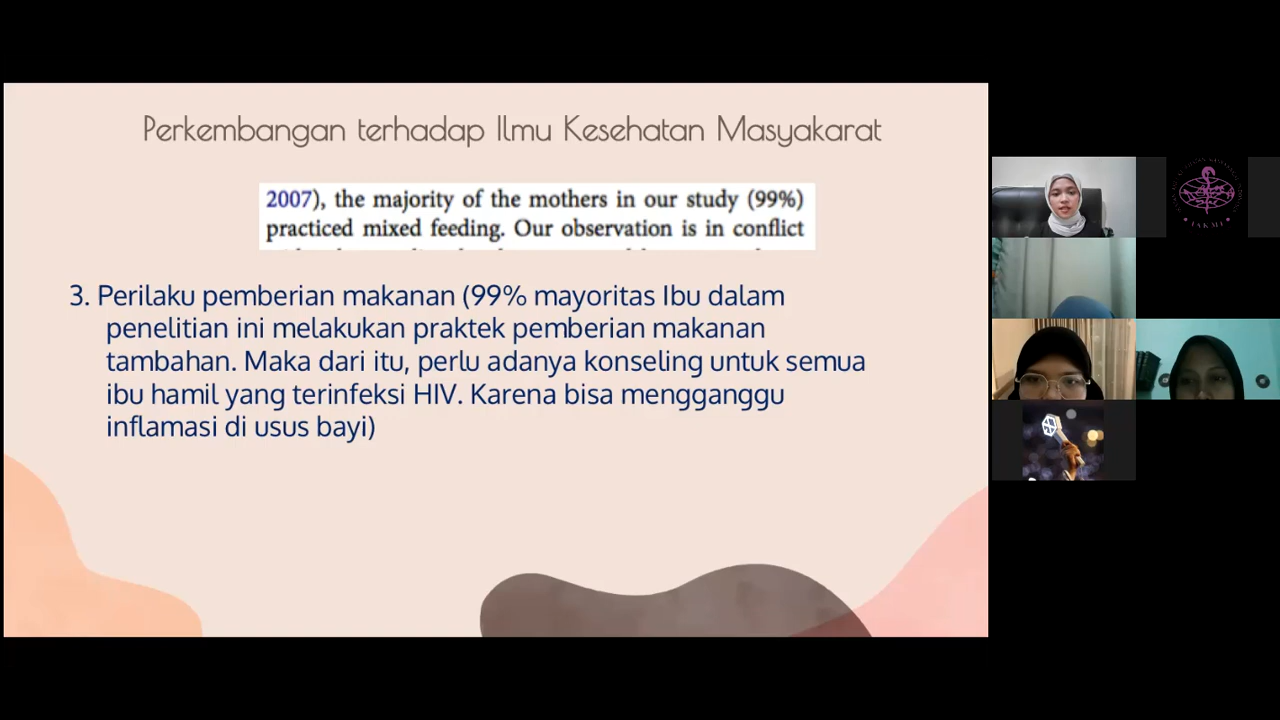 Perkembangan terhadap Ilmu Kesehatan Masyakarat
2007), the majority of the mothers in our study (99%)
practiced mixed feeding. Our observation is in conflict
3. Perilaku pemberian makanan (99% mayoritas Ibu dalam
penelitian ini melakukan praktek pemberian makanan
tambahan. Maka dari itu, perlu adanya konseling untuk semua
ibu hamil yang terinfeksi HIV. Karena bisa mengganggu
inflamasi di usus bayi)